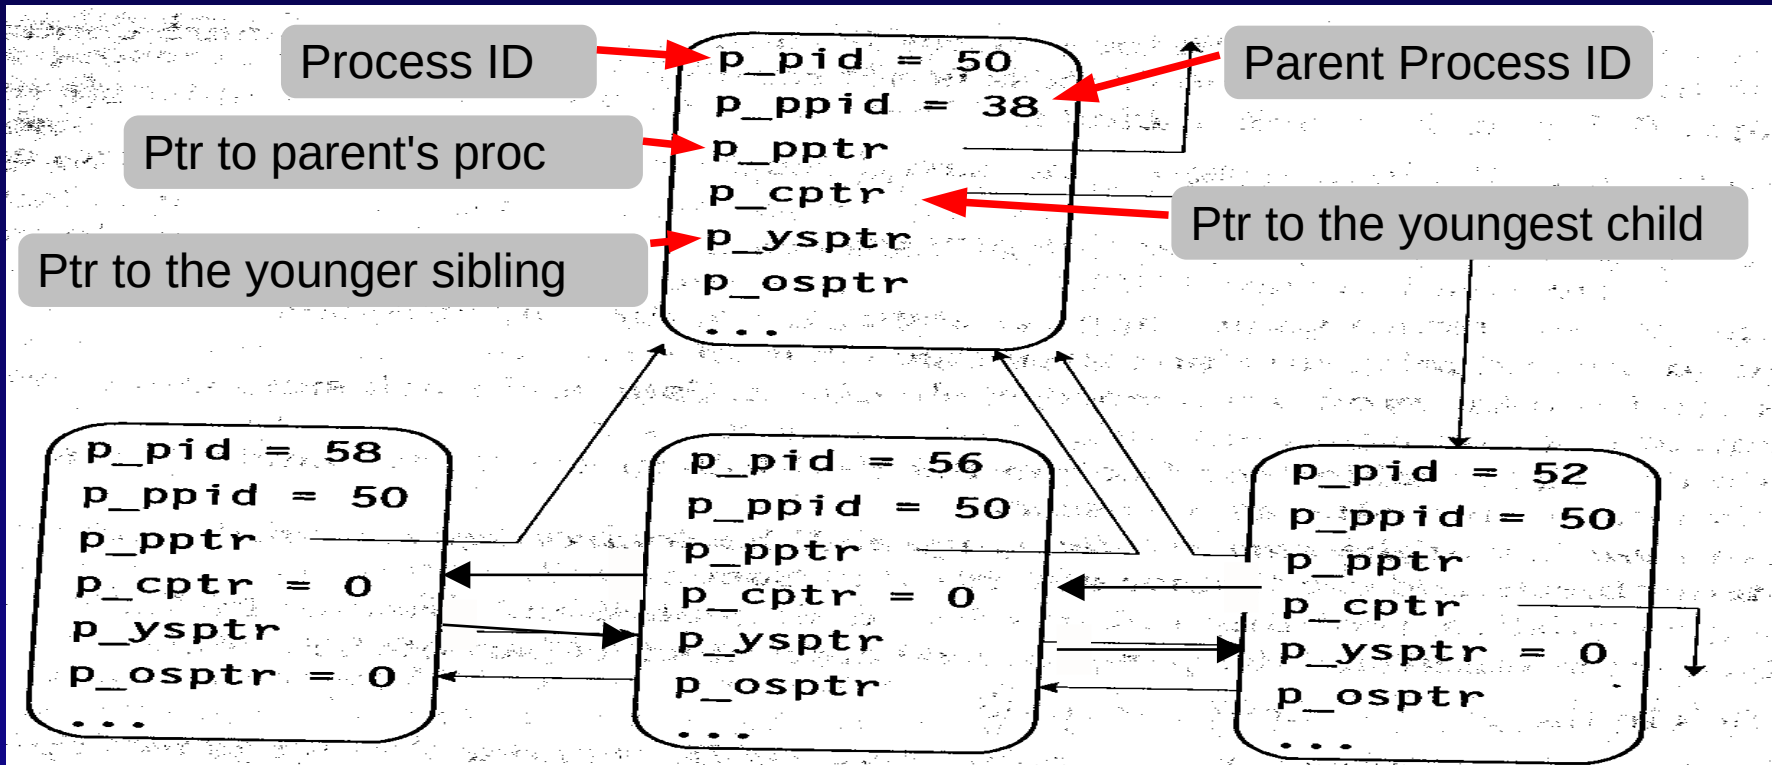 Process ID
Parent Process ID
Ptr to parent's proc
Ptr to the youngest child
Ptr to the younger sibling
p_pid = 50
p_ppid = 38
p_pptr
p_cptr
p_ysptr
p_osptr
...
p_pid = 58
p_ppid = 50
p_pptr
p_cptr = 0
p_ysptr
p_osptr = 0
...
p_pid = 56
p_ppid = 50
p_pptr
p_cptr = 0
p_ysptr
p_osptr
...
p_pid = 52
p_ppid = 50
p_pptr
p_cptr
p_ysptr = 0
p_osptr
...